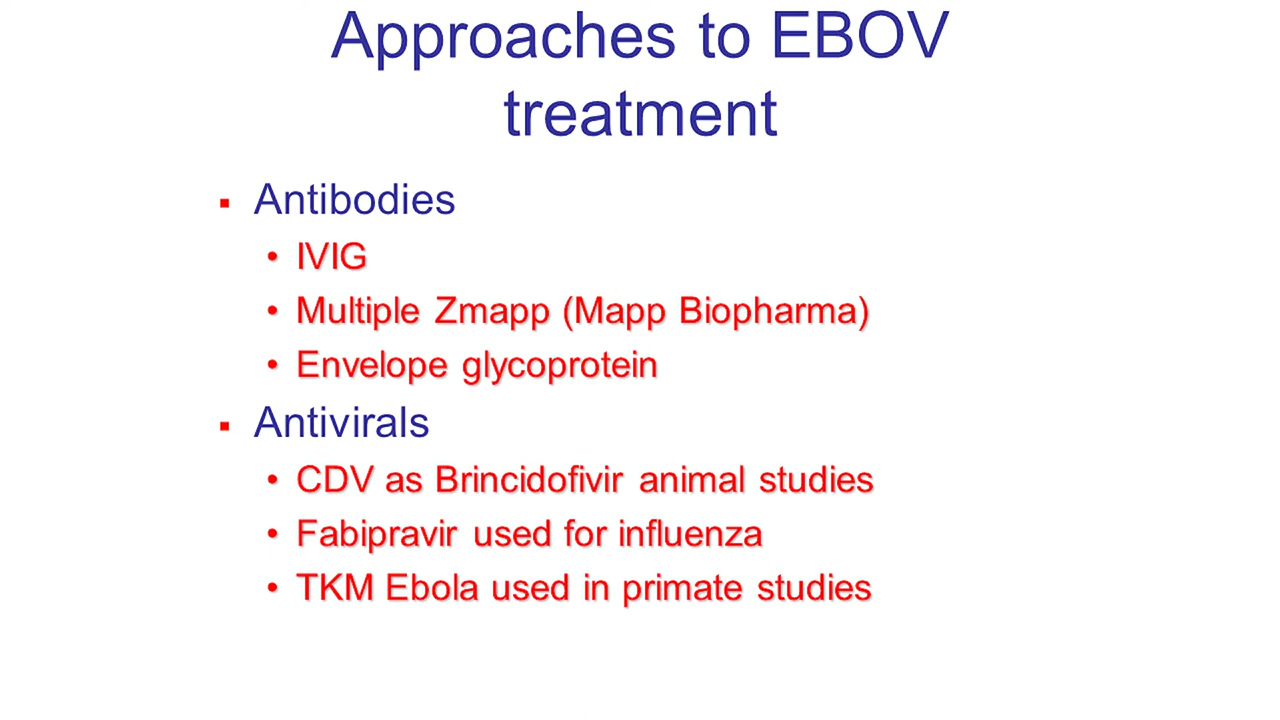 Approaches to EBOV
treatment
▪ Antibodies
• IVIG
• Multiple Zmapp (Mapp Biopharma)
• Envelope glycoprotein
▪ Antivirals
• CDV as Brincidofivir animal studies
• Fabipravir used for influenza
• TKM Ebola used in primate studies